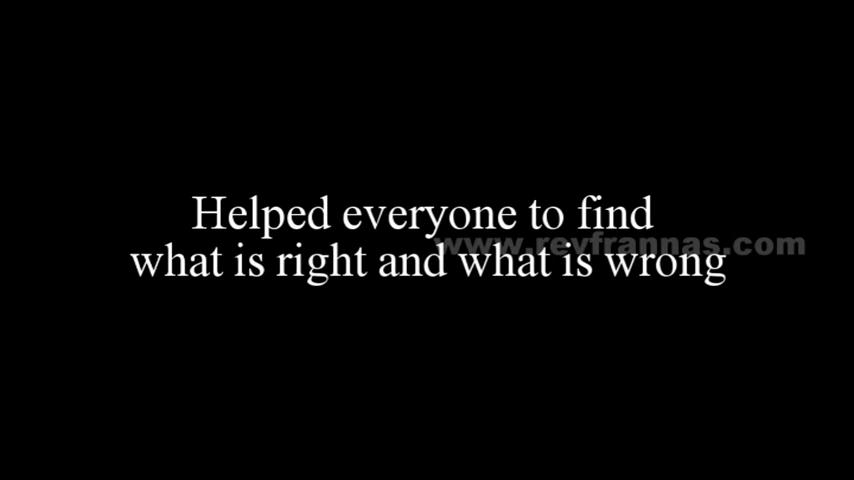 Helped everyone to find
www.revfrannas.com
what is right and what is wrong